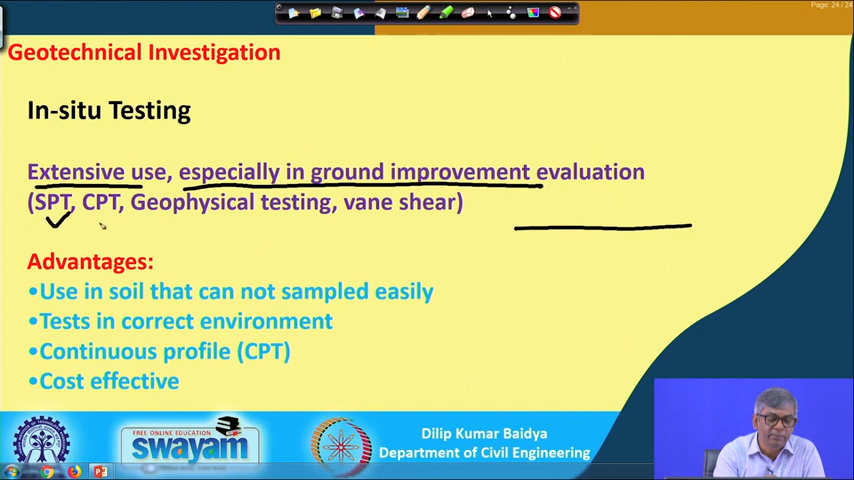 Page: 24 / 24
Geotechnical Investigation
In-situ Testing
Extensive use, especially in ground improvement evaluation
(SPT, CPT, Geophysical testing, vane shear)
Advantages:
•Use in soil that can not sampled easily
•Tests in correct environment
•Continuous profile (CPT)
•Cost effective
FREE ONLINE EDUCATION
swayam
Dilip Kumar Baidya
Department of Civil Engineering